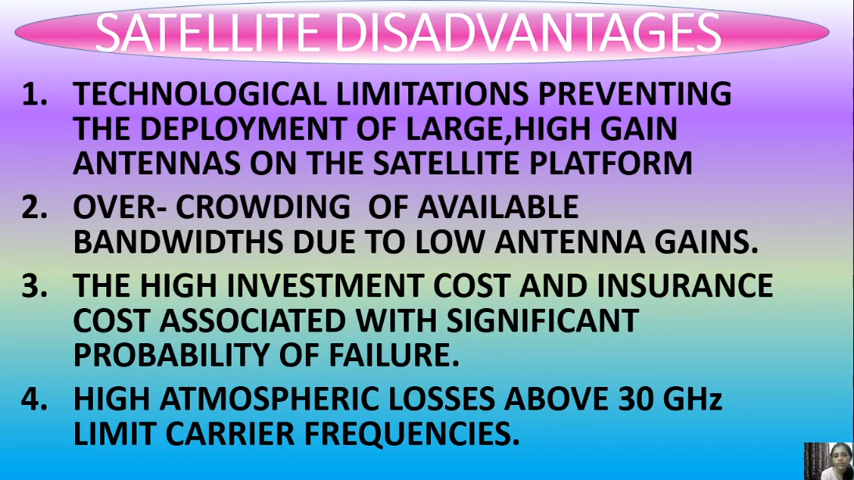 SATELLITE DISADVANTAGES
1. TECHNOLOGICAL LIMITATIONS PREVENTING
THE DEPLOYMENT OF LARGE,HIGH GAIN
ANTENNAS ON THE SATELLITE PLATFORM
2. OVER- CROWDING OF AVAILABLE
BANDWIDTHS DUE TO LOW ANTENNA GAINS.
3. THE HIGH INVESTMENT COST AND INSURANCE
COST ASSOCIATED WITH SIGNIFICANT
PROBABILITY OF FAILURE.
4. HIGH ATMOSPHERIC LOSSES ABOVE 30 GHz
LIMIT CARRIER FREQUENCIES.